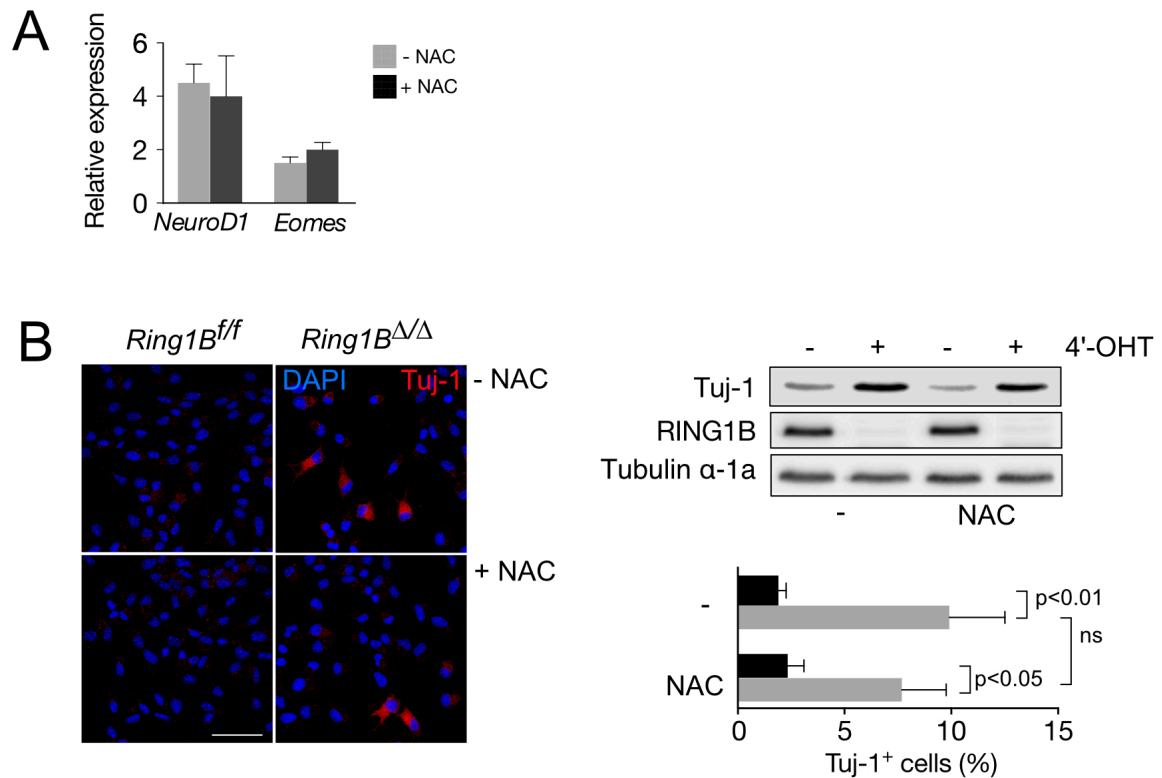 A
Relative expression
6
4
2
0
NeuroD1 Eomes
- NAC
+ NAC
B
Ring1Bf/f Ring1BΔ/Δ
DAPI Tuj-1 - NAC
+ NAC
- + - + 4'-OHT
Tuj-1
RING1B
Tubulin α-1a
- NAC
-
NAC
p<0.01
ns
p<0.05
0 5 10 15
Tuj-1+ cells (%)